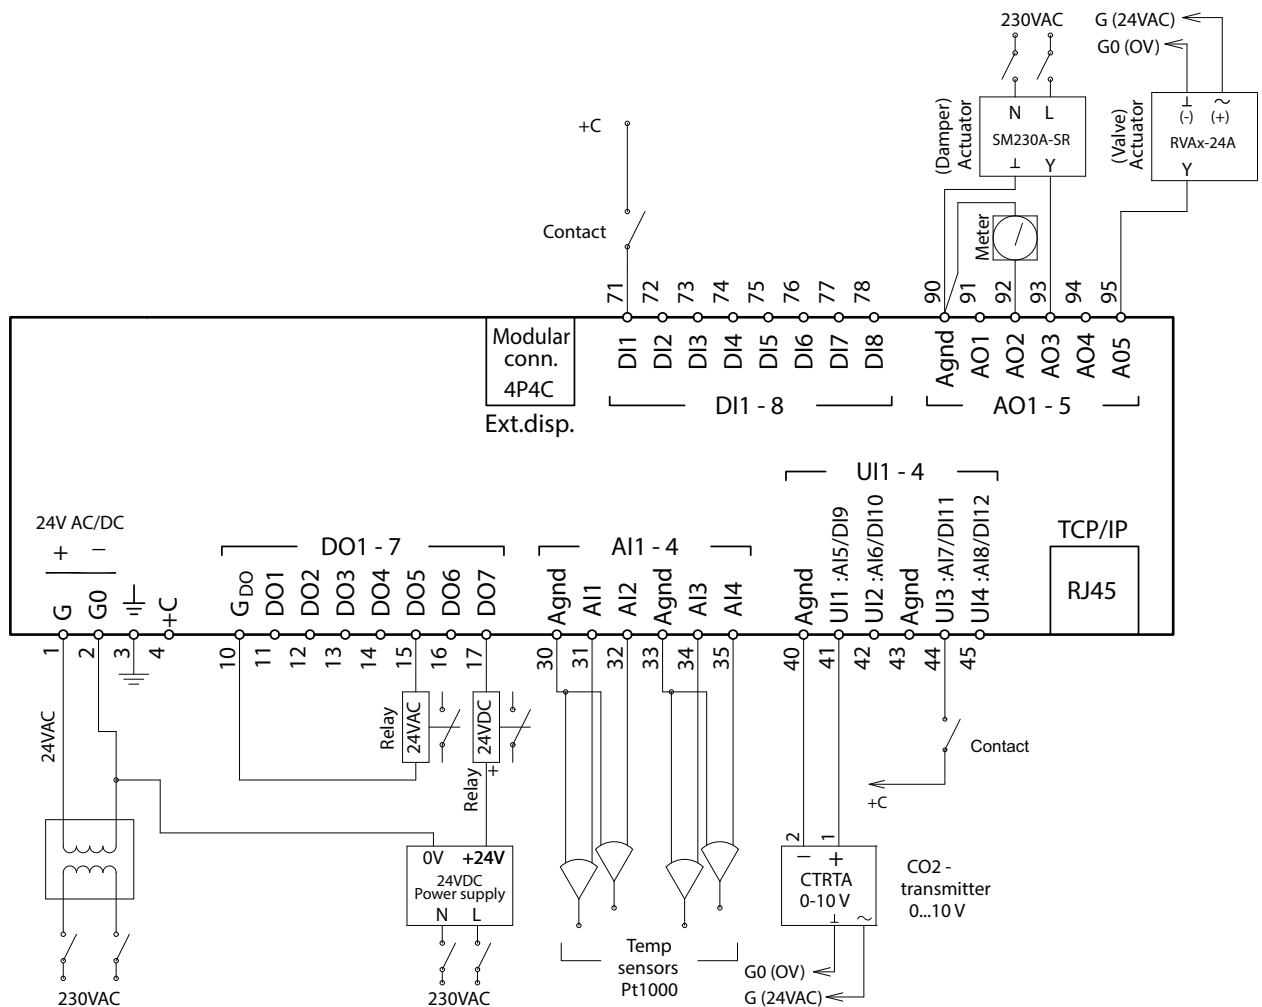 230VAC
G (24VAC)
G0 (OV)
+C
(Damper)
Actuator
N L
SM230A-SR
⊥ Y
(Valve)
Actuator
⊥ ~
(-) (+)
RVAx-24A
Y
Contact
Meter
71 72 73 74 75 76 77 78
90 91 92 93 94 95
Modular
conn.
4P4C
Ext.disp.
DI1 DI2 DI3 DI4 DI5 DI6 DI7 DI8
DI1 - 8
Agnd AO1 AO2 AO3 AO4 A05
AO1 - 5
UI1 - 4
24V AC/DC
+ −
G G0 +C
DO1 - 7
GDO DO1 DO2 DO3 DO4 DO5 DO6 DO7
AI1 - 4
Agnd AI1 AI2 Agnd AI3 AI4
Agnd
UI1 :AI5/DI9
UI2 :AI6/DI10
Agnd
UI3 :AI7/DI11
UI4 :AI8/DI12
TCP/IP
RJ45
1 2 3 4
10 11 12 13 14 15 16 17
30 31 32 33 34 35
40 41 42 43 44 45
24VAC
Relay
24VAC
24VDC
+
Relay
Contact
+C
0V +24V
24VDC
Power supply
N L
2 1
− +
CTRTA
0-10 V
⊥ ~
CO2 -
transmitter
0...10 V
Temp
sensors
Pt1000
G0 (OV)
G (24VAC)
230VAC
230VAC